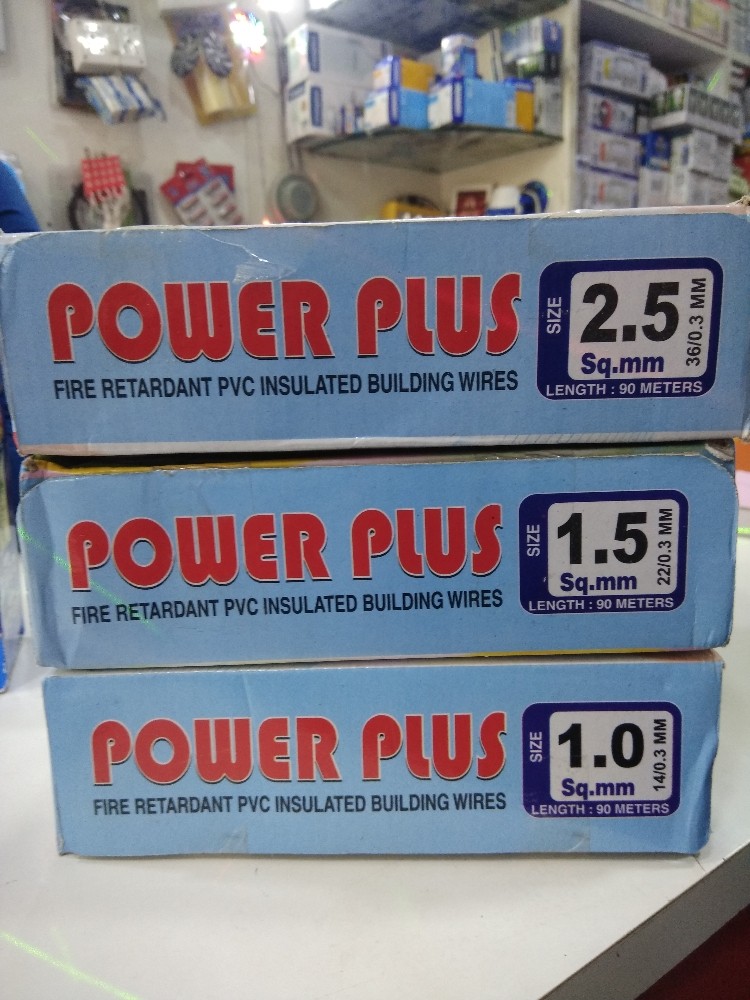 POWER PLUS
FIRE RETARDANT PVC INSULATED BUILDING WIRES
SIZE
2.5
Sq.mm
36/0.3 MM
LENGTH : 90 METERS
POWER PLUS
FIRE RETARDANT PVC INSULATED BUILDING WIRES
SIZE
1.5
Sq.mm
22/0.3 MM
LENGTH : 90 METERS
POWER PLUS
FIRE RETARDANT PVC INSULATED BUILDING WIRES
SIZE
1.0
Sq.mm
14/0.3 MM
LENGTH : 90 METERS